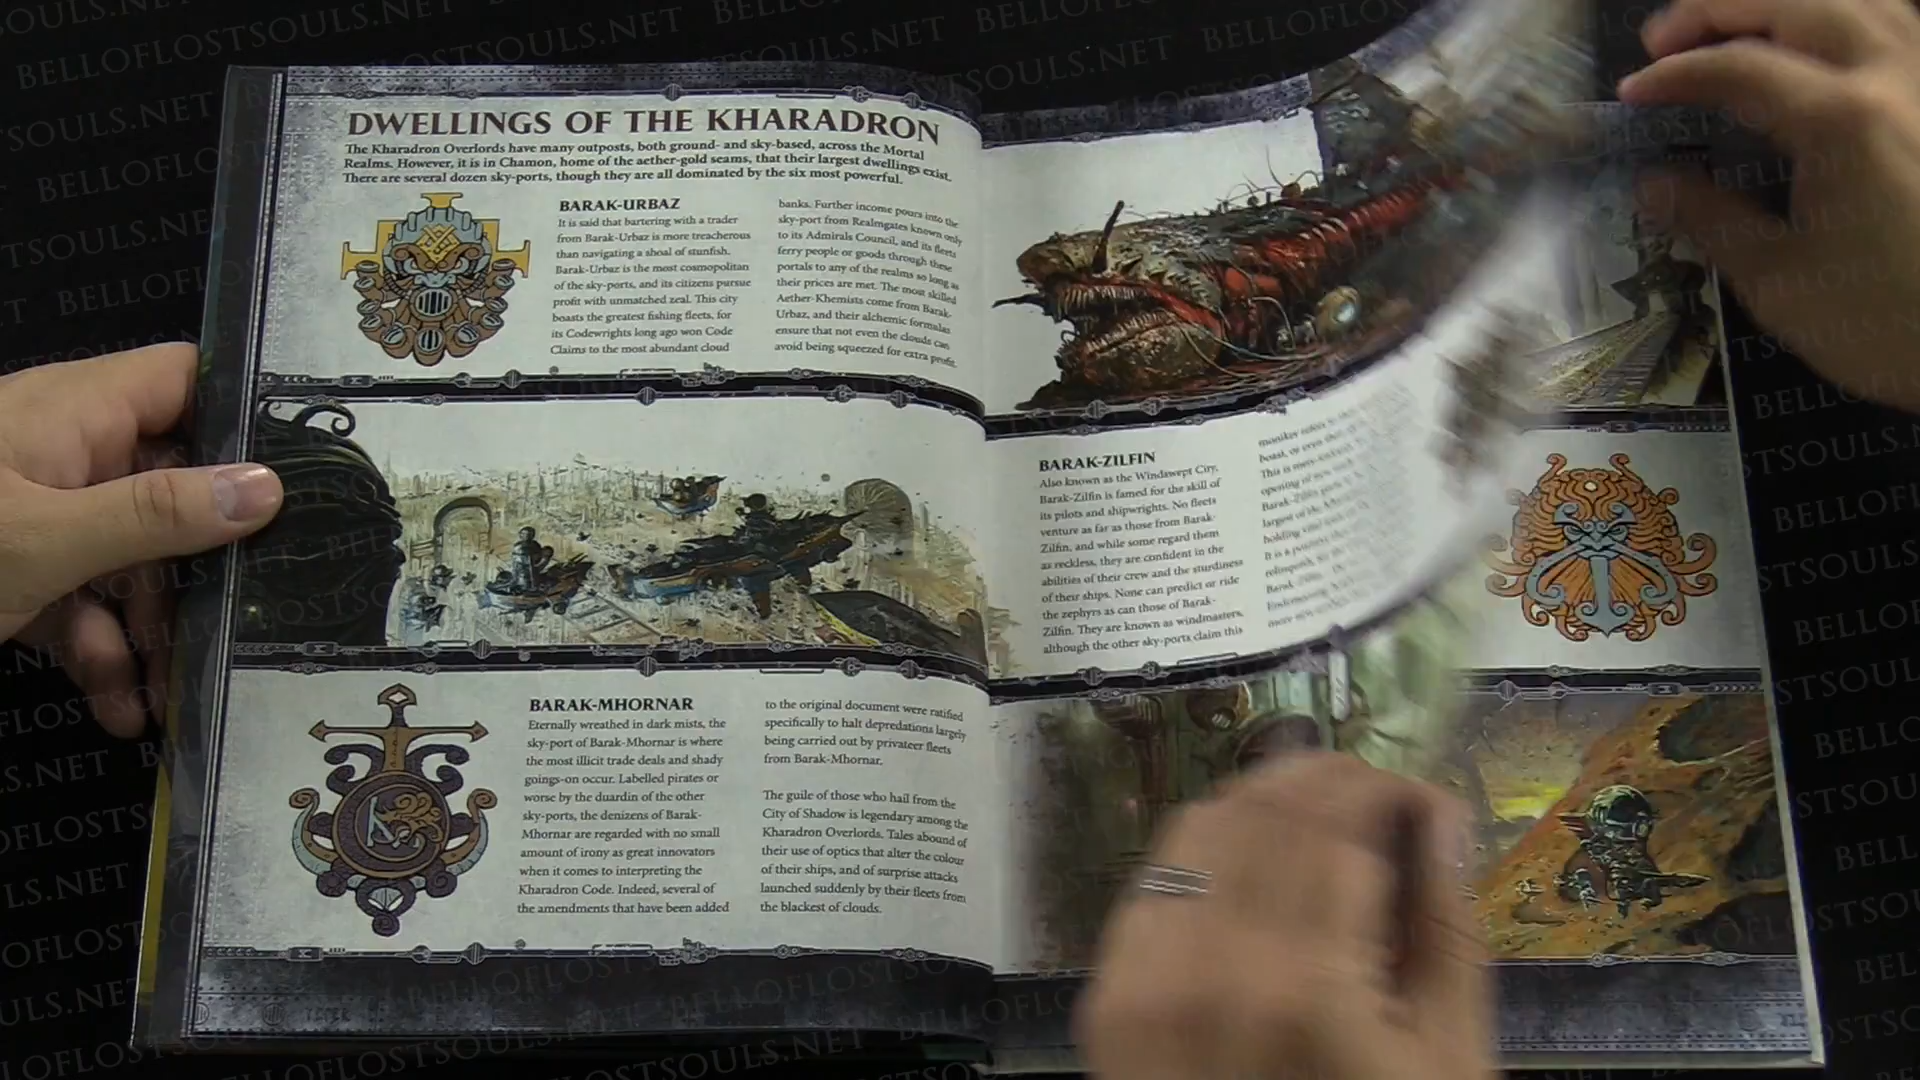 DWELLINGS OF THE KHARADRON
The Kharadron Overlords have many outposts, both ground- and sky-based, across the Mortal
Realms. However, it is in Chamon, home of the aether-gold seams, that their largest dwellings exist.
There are several dozen sky-ports, though they are all dominated by the six most powerful.
BARAK-URBAZ
It is said that bartering with a trader
from Barak-Urbaz is more treacherous
than navigating a shoal of stunfish.
Barak-Urbaz is the most cosmopolitan
of the sky-ports, and its citizens pursue
profit with unmatched zeal. This city
boasts the greatest fishing fleets, for
its Codewrights long ago won Code
Claims to the most abundant cloud
banks. Further income pours into the
sky-port from Realmgates known only
to its Admirals Council, and its fleets
ferry people or goods through these
portals to any of the realms so long as
their prices are met. The most skilled
Aether-Khemists come from Barak-
Urbaz, and their alchemic formulas
ensure that not even the clouds can
avoid being squeezed for extra profit.
BARAK-MHORNAR
Eternally wreathed in dark mists, the
sky-port of Barak-Mhornar is where
the most illicit trade deals and shady
goings-on occur. Labelled pirates or
worse by the duardin of the other
sky-ports, the denizens of Barak-
Mhornar are regarded with no small
amount of irony as great innovators
when it comes to interpreting the
Kharadron Code. Indeed, several of
the amendments that have been added
to the original document were ratified
specifically to halt depredations largely
being carried out by privateer fleets
from Barak-Mhornar.
The guile of those who hail from the
City of Shadow is legendary among the
Kharadron Overlords. Tales abound of
their use of optics that alter the colour
of their ships, and of surprise attacks
launched suddenly by their fleets from
the blackest of clouds.
BARAK-ZILFIN
Also known as the Windswept City,
Barak-Zilfin is famed for the skill of
its pilots and shipwrights. No fleets
venture as far as those from Barak-
Zilfin, and while some regard them
as reckless, they are confident in the
abilities of their crew and the sturdiness
of their ships. None can predict or ride
the zephyrs as can those of Barak-
Zilfin. They are known as windmasters,
although the other sky-ports claim this
moniker refers
beast, or even
This is
opening of
Barak-Zilfin
largest of
holding
It is a
Barak-Zilfin
BELLOFLOSTSOULS.NET